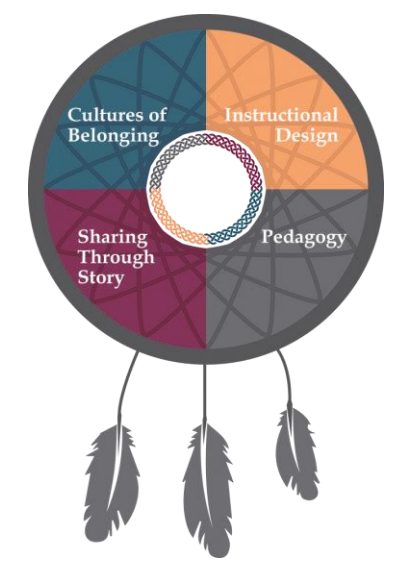 Cultures of
Belonging
Instructional
Design
Sharing
Through
Story
Pedagogy